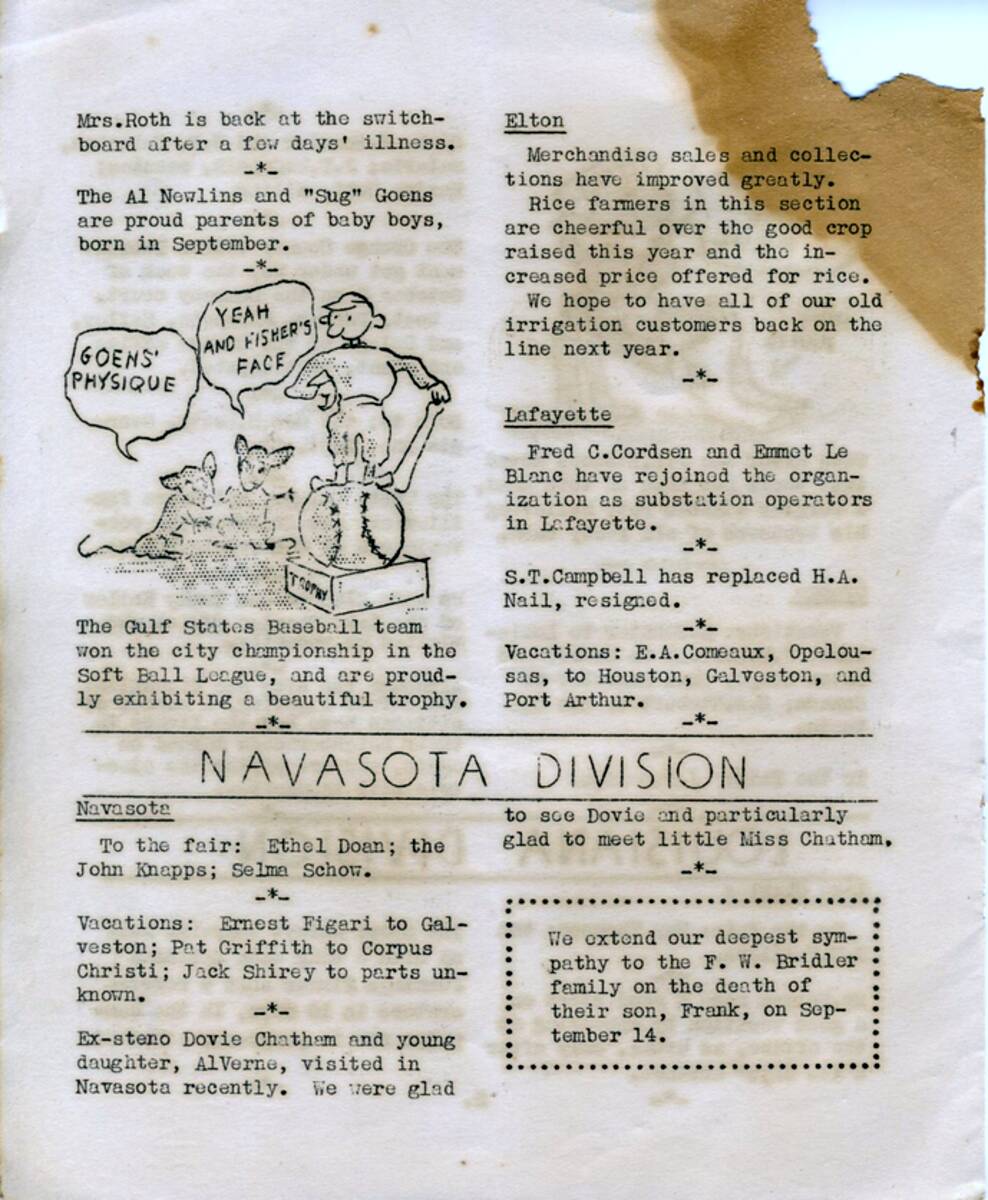 Mrs.Roth is back at the switch-
board after a few days' illness.
-*-
The Al Newlins and "Sug" Goens
are proud parents of baby boys,
born in September.
-*-
GOENS'
PHYSIQUE
YEAH
AND FISHER'S
FACE
TROPHY
The Gulf States Baseball team
won the city championship in the
Soft Ball League, and are proud-
ly exhibiting a beautiful trophy.
-*-
Elton
Merchandise sales and collec-
tions have improved greatly.
Rice farmers in this section
are cheerful over the good crop
raised this year and the in-
creased price offered for rice.
We hope to have all of our old
irrigation customers back on the
line next year.
-*-
Lafayette
Fred C.Cordsen and Emmet Le
Blanc have rejoined the organ-
ization as substation operators
in Lafayette.
-*-
S.T.Campbell has replaced H.A.
Nail, resigned.
-*-
Vacations: E.A.Comeaux, Opelou-
sas, to Houston, Galveston, and
Port Arthur.
-*-
NAVASOTA DIVISION
Navasota
To the fair: Ethel Doan; the
John Knapps; Selma Schow.
-*-
Vacations: Ernest Figari to Gal-
veston; Pat Griffith to Corpus
Christi; Jack Shirey to parts un-
known.
-*-
Ex-steno Dovie Chatham and young
daughter, AlVerne, visited in
Navasota recently. We were glad
to see Dovie and particularly
glad to meet little Miss Chatham.
-*-
We extend our deepest sym-
pathy to the F. W. Bridler
family on the death of
their son, Frank, on Sep-
tember 14.